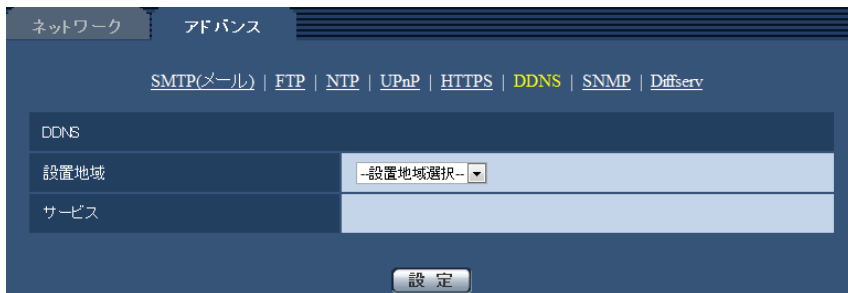 ネットワーク アドバンス
SMTP(メール) | FTP | NTP | UPnP | HTTPS | DDNS | SNMP | Diffserv
DDNS
設置地域 --設置地域選択--
サービス
設 定